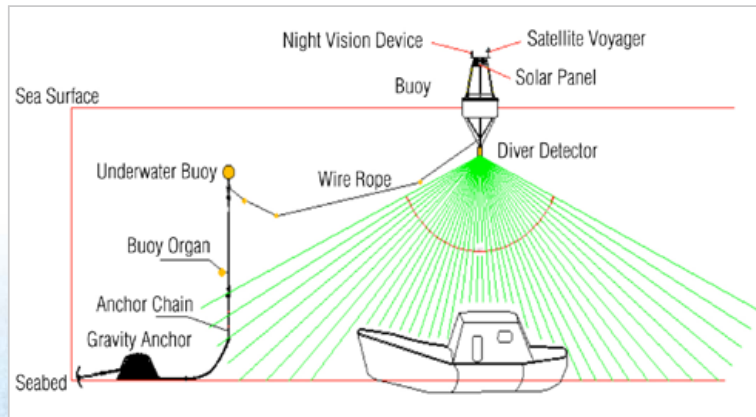 Night Vision Device
Satellite Voyager
Solar Panel
Buoy
Sea Surface
Diver Detector
Underwater Buoy
Wire Rope
Buoy Organ
Anchor Chain
Gravity Anchor
Seabed